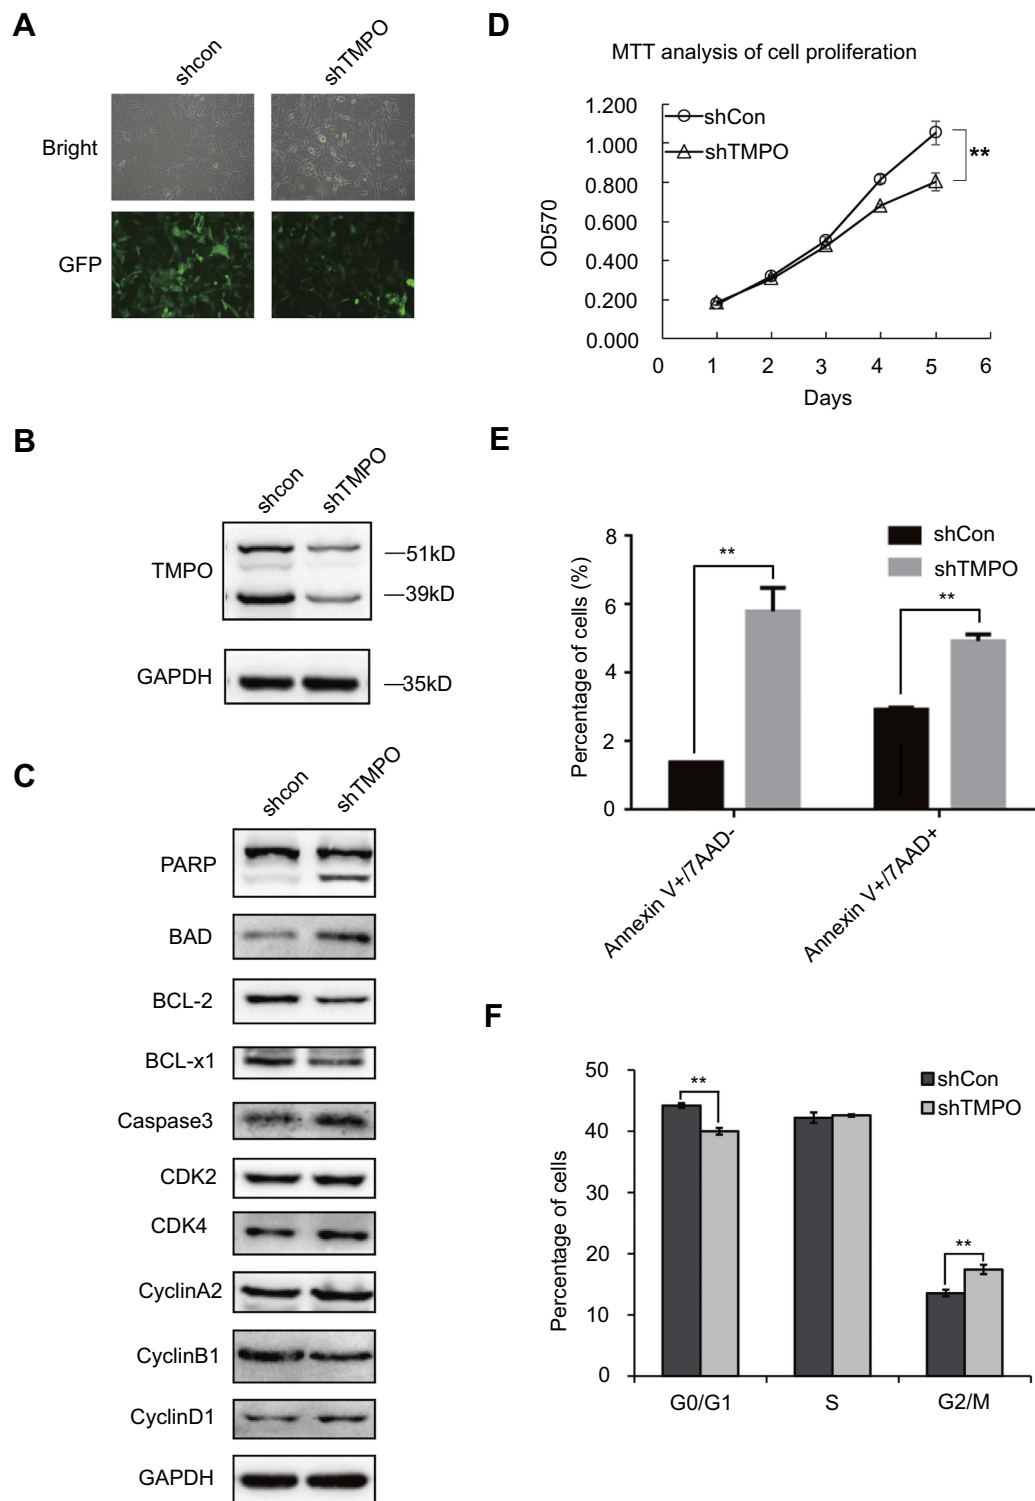 A
shcon
shTMPO
Bright
GFP
B
shcon
shTMPO
TMPO
—51kD
—39kD
GAPDH
—35kD
C
shcon
shTMPO
PARP
BAD
BCL-2
BCL-x1
Caspase3
CDK2
CDK4
CyclinA2
CyclinB1
CyclinD1
GAPDH
D
MTT analysis of cell proliferation
1.200
1.000
0.800
0.600
0.400
0.200
0.000
OD570
shCon
shTMPO
**
0 1 2 3 4 5 6
Days
E
8
6
4
2
0
Percentage of cells (%)
shCon
shTMPO
**
**
Annexin V+/7AAD-
Annexin V+/7AAD+
F
50
40
30
20
10
0
Percentage of cells
shCon
shTMPO
**
**
G0/G1 S G2/M